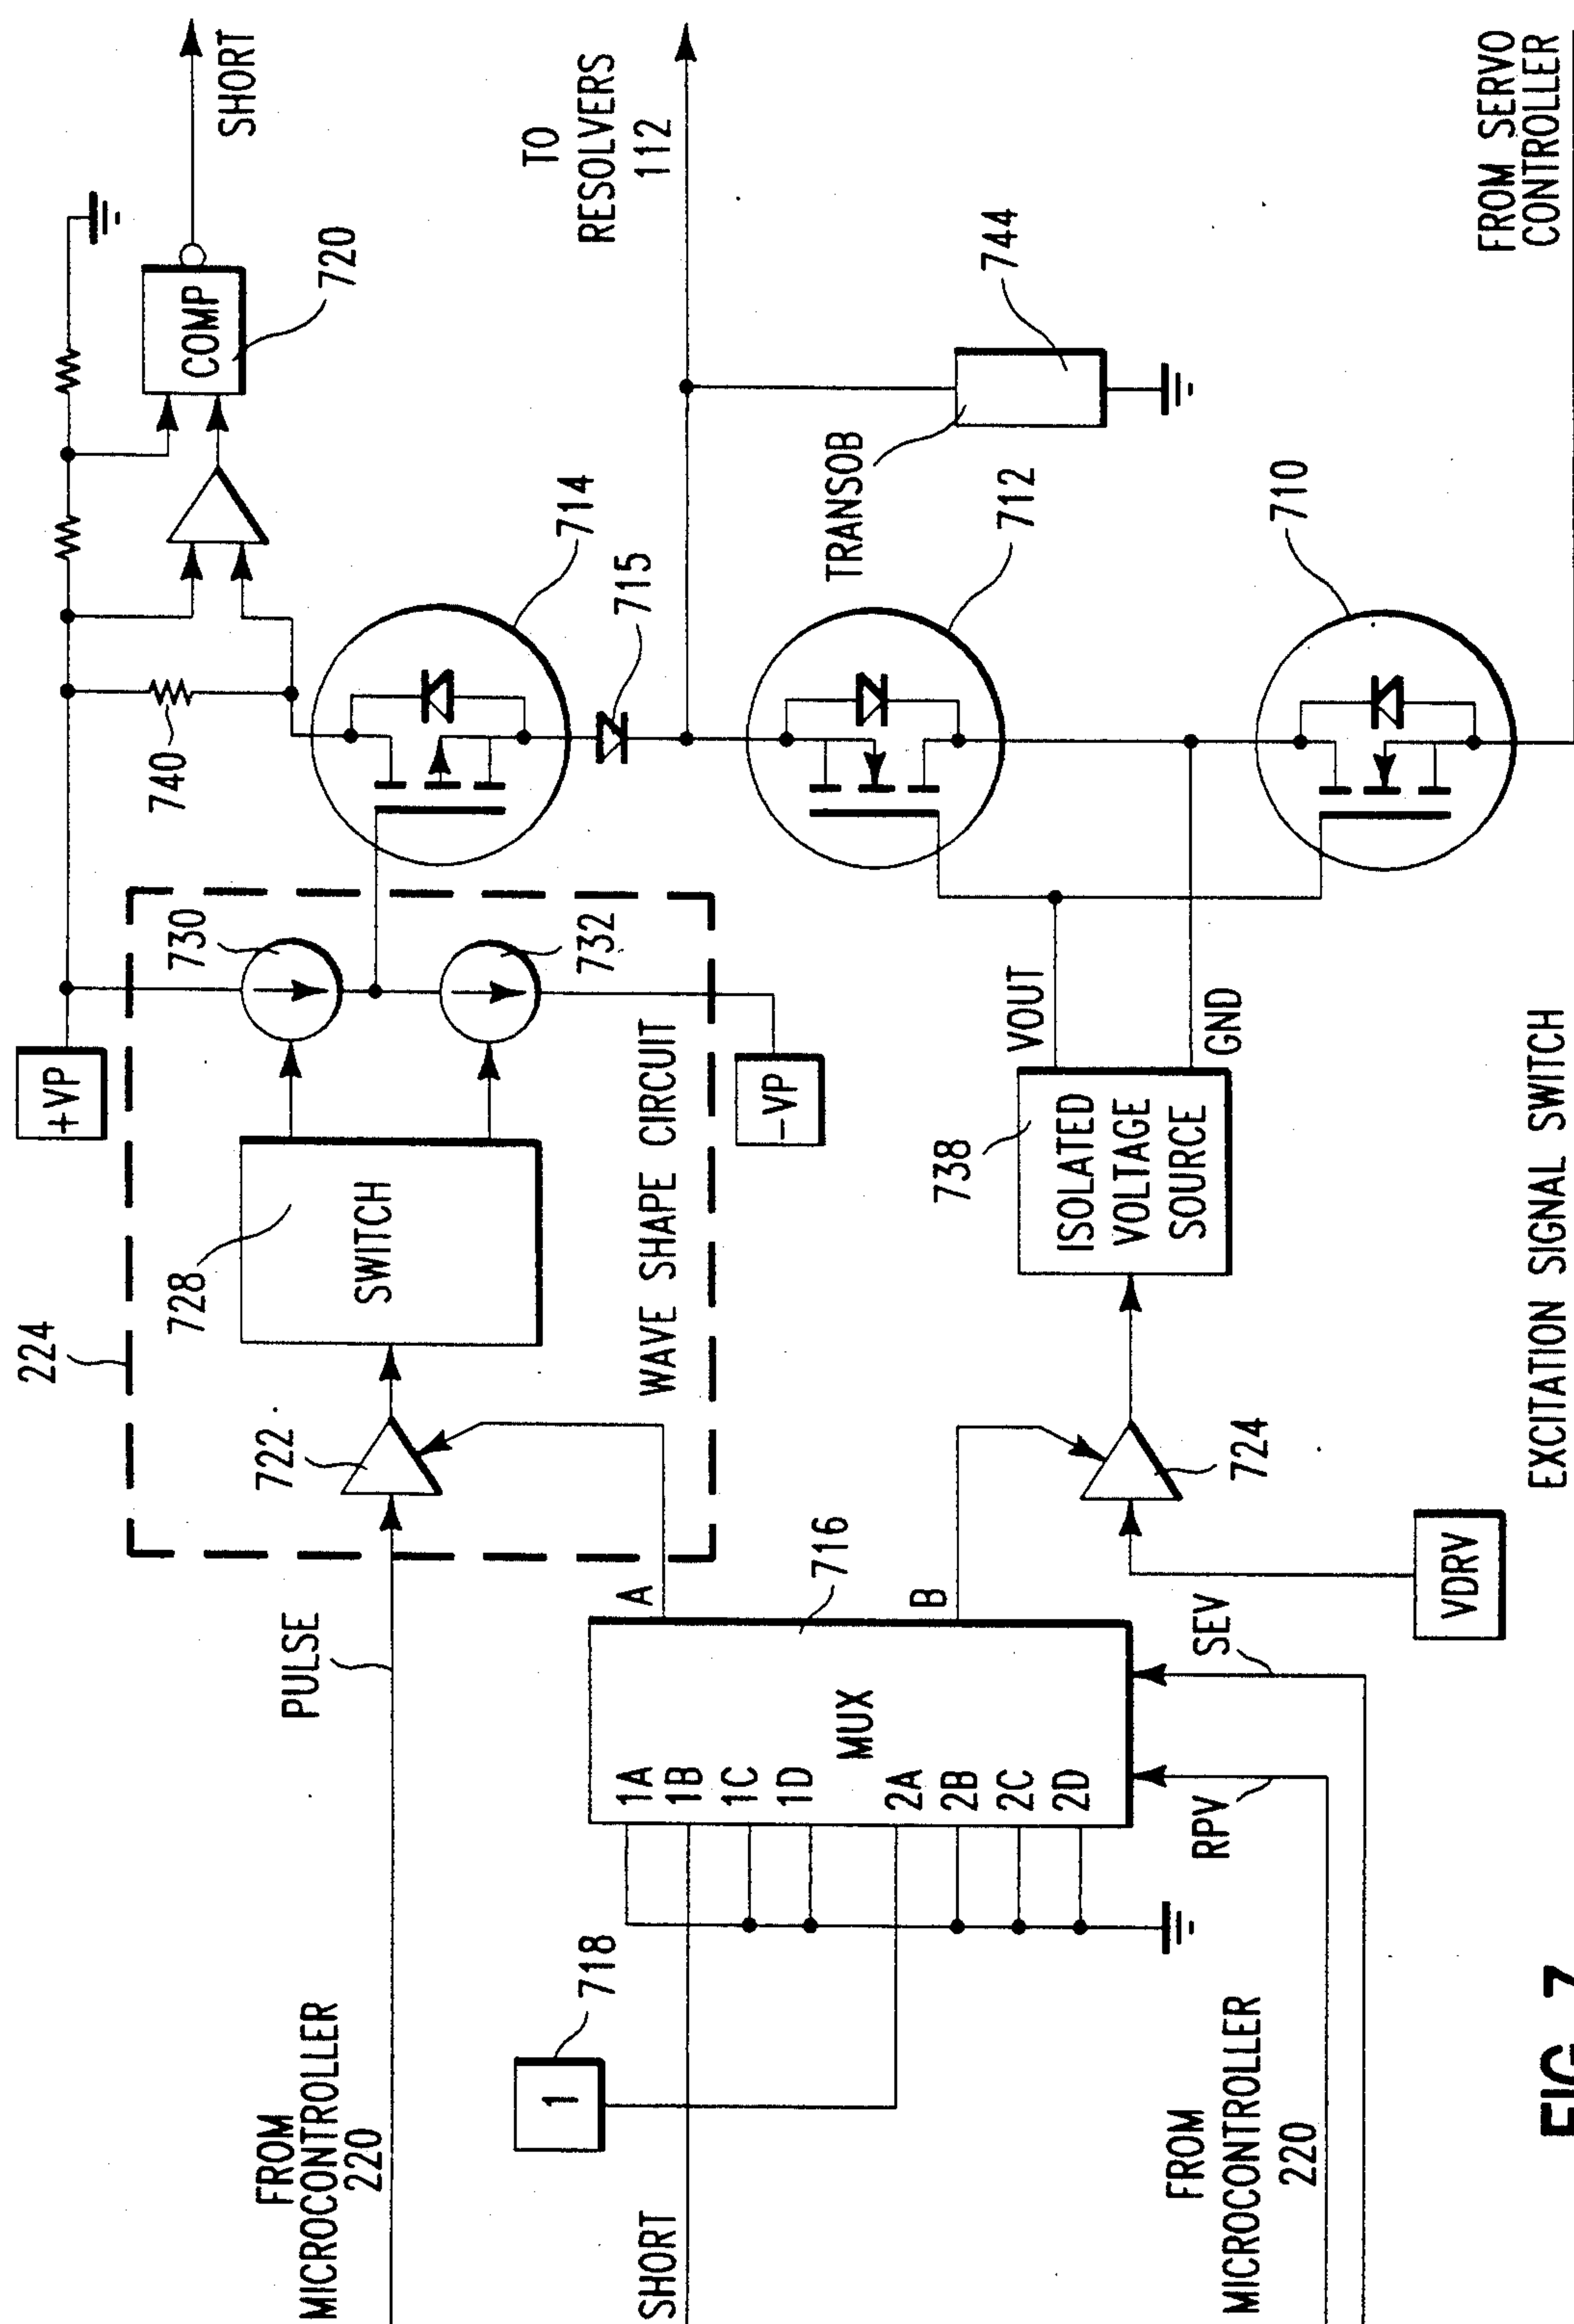 +VP
224
728
730
SWITCH
722
732
WAVE SHAPE CIRCUIT
PULSE
FROM
MICROCONTROLLER
220
740
714
715
COMP
720
SHORT
TO
RESOLVERS
112
-VP
718
1
SHORT
A
716
B
MUX
1A
1B
1C
1D
2A
2B
2C
2D
RPV
SEV
FROM
MICROCONTROLLER
220
VDRV
724
738
ISOLATED
VOLTAGE
SOURCE
VOUT
GND
TRANSOB
744
712
710
FROM SERVO
CONTROLLER
EXCITATION SIGNAL SWITCH
FIG. 7